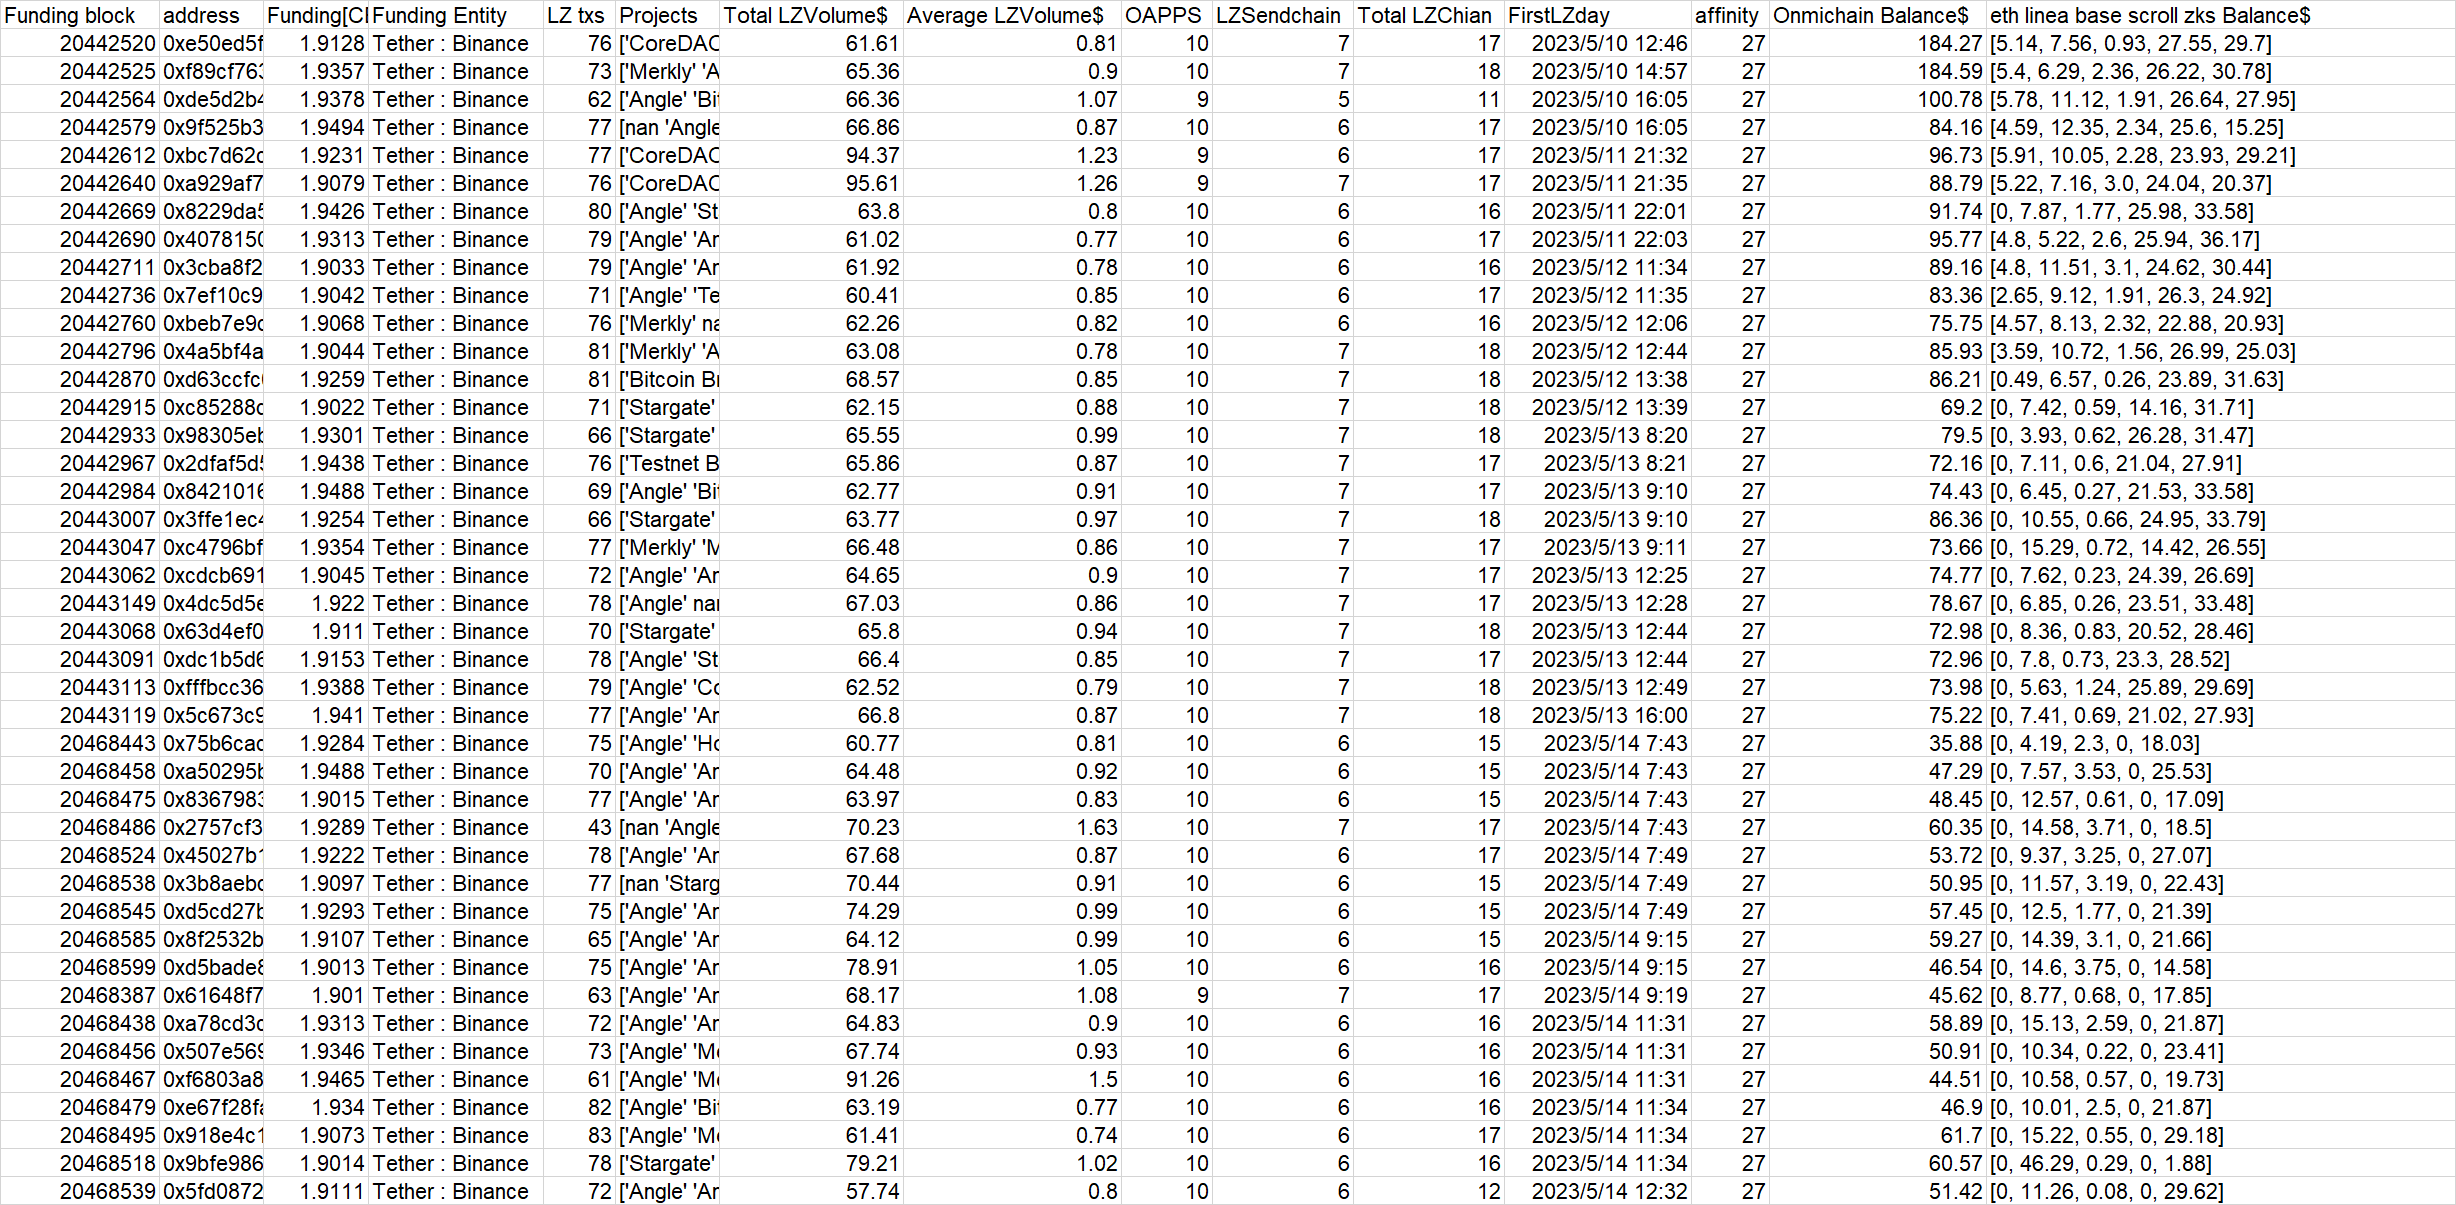 Funding block address Funding[Cl Funding Entity LZ txs Projects Total LZVolume$ Average LZVolume$ OAPPS LZSendchain Total LZChian FirstLZday affinity Onmichain Balance$ eth linea base scroll zks Balance$
20442520 0xe50ed5f 1.9128 Tether : Binance 76 ['CoreDAC 61.61 0.81 10 7 17 2023/5/10 12:46 27 184.27 [5.14, 7.56, 0.93, 27.55, 29.7]
20442525 0xf89cf763 1.9357 Tether : Binance 73 ['Merkly' 'A 65.36 0.9 10 7 18 2023/5/10 14:57 27 184.59 [5.4, 6.29, 2.36, 26.22, 30.78]
20442564 0xde5d2b4 1.9378 Tether : Binance 62 ['Angle' 'Bit 66.36 1.07 9 5 11 2023/5/10 16:05 27 100.78 [5.78, 11.12, 1.91, 26.64, 27.95]
20442579 0x9f525b3 1.9494 Tether : Binance 77 [nan 'Angle 66.86 0.87 10 6 17 2023/5/10 16:05 27 84.16 [4.59, 12.35, 2.34, 25.6, 15.25]
20442612 0xbc7d62c 1.9231 Tether : Binance 77 ['CoreDAC 94.37 1.23 9 6 17 2023/5/11 21:32 27 96.73 [5.91, 10.05, 2.28, 23.93, 29.21]
20442640 0xa929af7 1.9079 Tether : Binance 76 ['CoreDAC 95.61 1.26 9 7 17 2023/5/11 21:35 27 88.79 [5.22, 7.16, 3.0, 24.04, 20.37]
20442669 0x8229da5 1.9426 Tether : Binance 80 ['Angle' 'St 63.8 0.8 10 6 16 2023/5/11 22:01 27 91.74 [0, 7.87, 1.77, 25.98, 33.58]
20442690 0x4078150 1.9313 Tether : Binance 79 ['Angle' 'Ar 61.02 0.77 10 6 17 2023/5/11 22:03 27 95.77 [4.8, 5.22, 2.6, 25.94, 36.17]
20442711 0x3cba8f2 1.9033 Tether : Binance 79 ['Angle' 'Ar 61.92 0.78 10 6 16 2023/5/12 11:34 27 89.16 [4.8, 11.51, 3.1, 24.62, 30.44]
20442736 0x7ef10c9 1.9042 Tether : Binance 71 ['Angle' 'Te 60.41 0.85 10 6 17 2023/5/12 11:35 27 83.36 [2.65, 9.12, 1.91, 26.3, 24.92]
20442760 0xbeb7e9c 1.9068 Tether : Binance 76 ['Merkly' na 62.26 0.82 10 6 16 2023/5/12 12:06 27 75.75 [4.57, 8.13, 2.32, 22.88, 20.93]
20442796 0x4a5bf4a 1.9044 Tether : Binance 81 ['Merkly' 'A 63.08 0.78 10 7 18 2023/5/12 12:44 27 85.93 [3.59, 10.72, 1.56, 26.99, 25.03]
20442870 0xd63ccfc 1.9259 Tether : Binance 81 ['Bitcoin Br 68.57 0.85 10 7 18 2023/5/12 13:38 27 86.21 [0.49, 6.57, 0.26, 23.89, 31.63]
20442915 0xc85288c 1.9022 Tether : Binance 71 ['Stargate' 62.15 0.88 10 7 18 2023/5/12 13:39 27 69.2 [0, 7.42, 0.59, 14.16, 31.71]
20442933 0x98305eb 1.9301 Tether : Binance 66 ['Stargate' 65.55 0.99 10 7 18 2023/5/13 8:20 27 79.5 [0, 3.93, 0.62, 26.28, 31.47]
20442967 0x2dfaf5d5 1.9438 Tether : Binance 76 ['Testnet B 65.86 0.87 10 7 17 2023/5/13 8:21 27 72.16 [0, 7.11, 0.6, 21.04, 27.91]
20442984 0x8421016 1.9488 Tether : Binance 69 ['Angle' 'Bit 62.77 0.91 10 7 17 2023/5/13 9:10 27 74.43 [0, 6.45, 0.27, 21.53, 33.58]
20443007 0x3ffe1ec4 1.9254 Tether : Binance 66 ['Stargate' 63.77 0.97 10 7 18 2023/5/13 9:10 27 86.36 [0, 10.55, 0.66, 24.95, 33.79]
20443047 0xc4796bf 1.9354 Tether : Binance 77 ['Merkly' 'M 66.48 0.86 10 7 17 2023/5/13 9:11 27 73.66 [0, 15.29, 0.72, 14.42, 26.55]
20443062 0xcdcb691 1.9045 Tether : Binance 72 ['Angle' 'Ar 64.65 0.9 10 7 17 2023/5/13 12:25 27 74.77 [0, 7.62, 0.23, 24.39, 26.69]
20443149 0x4dc5d5e 1.922 Tether : Binance 78 ['Angle' nar 67.03 0.86 10 7 17 2023/5/13 12:28 27 78.67 [0, 6.85, 0.26, 23.51, 33.48]
20443068 0x63d4ef0 1.911 Tether : Binance 70 ['Stargate' 65.8 0.94 10 7 18 2023/5/13 12:44 27 72.98 [0, 8.36, 0.83, 20.52, 28.46]
20443091 0xdc1b5d6 1.9153 Tether : Binance 78 ['Angle' 'St 66.4 0.85 10 7 17 2023/5/13 12:44 27 72.96 [0, 7.8, 0.73, 23.3, 28.52]
20443113 0xfffbcc36 1.9388 Tether : Binance 79 ['Angle' 'Co 62.52 0.79 10 7 18 2023/5/13 12:49 27 73.98 [0, 5.63, 1.24, 25.89, 29.69]
20443119 0x5c673c9 1.941 Tether : Binance 77 ['Angle' 'Ar 66.8 0.87 10 7 18 2023/5/13 16:00 27 75.22 [0, 7.41, 0.69, 21.02, 27.93]
20468443 0x75b6cac 1.9284 Tether : Binance 75 ['Angle' 'Ho 60.77 0.81 10 6 15 2023/5/14 7:43 27 35.88 [0, 4.19, 2.3, 0, 18.03]
20468458 0xa50295b 1.9488 Tether : Binance 70 ['Angle' 'Ar 64.48 0.92 10 6 15 2023/5/14 7:43 27 47.29 [0, 7.57, 3.53, 0, 25.53]
20468475 0x8367983 1.9015 Tether : Binance 77 ['Angle' 'Ar 63.97 0.83 10 6 15 2023/5/14 7:43 27 48.45 [0, 12.57, 0.61, 0, 17.09]
20468486 0x2757cf3 1.9289 Tether : Binance 43 [nan 'Angle 70.23 1.63 10 7 17 2023/5/14 7:43 27 60.35 [0, 14.58, 3.71, 0, 18.5]
20468524 0x45027b1 1.9222 Tether : Binance 78 ['Angle' 'Ar 67.68 0.87 10 6 17 2023/5/14 7:49 27 53.72 [0, 9.37, 3.25, 0, 27.07]
20468538 0x3b8aebc 1.9097 Tether : Binance 77 [nan 'Starg 70.44 0.91 10 6 15 2023/5/14 7:49 27 50.95 [0, 11.57, 3.19, 0, 22.43]
20468545 0xd5cd27b 1.9293 Tether : Binance 75 ['Angle' 'Ar 74.29 0.99 10 6 15 2023/5/14 7:49 27 57.45 [0, 12.5, 1.77, 0, 21.39]
20468585 0x8f2532b 1.9107 Tether : Binance 65 ['Angle' 'Ar 64.12 0.99 10 6 15 2023/5/14 9:15 27 59.27 [0, 14.39, 3.1, 0, 21.66]
20468599 0xd5bade8 1.9013 Tether : Binance 75 ['Angle' 'Ar 78.91 1.05 10 6 16 2023/5/14 9:15 27 46.54 [0, 14.6, 3.75, 0, 14.58]
20468387 0x61648f7 1.901 Tether : Binance 63 ['Angle' 'Ar 68.17 1.08 9 7 17 2023/5/14 9:19 27 45.62 [0, 8.77, 0.68, 0, 17.85]
20468438 0xa78cd3c 1.9313 Tether : Binance 72 ['Angle' 'Ar 64.83 0.9 10 6 16 2023/5/14 11:31 27 58.89 [0, 15.13, 2.59, 0, 21.87]
20468456 0x507e569 1.9346 Tether : Binance 73 ['Angle' 'Me 67.74 0.93 10 6 16 2023/5/14 11:31 27 50.91 [0, 10.34, 0.22, 0, 23.41]
20468467 0xf6803a8 1.9465 Tether : Binance 61 ['Angle' 'Me 91.26 1.5 10 6 16 2023/5/14 11:31 27 44.51 [0, 10.58, 0.57, 0, 19.73]
20468479 0xe67f28fa 1.934 Tether : Binance 82 ['Angle' 'Bit 63.19 0.77 10 6 16 2023/5/14 11:34 27 46.9 [0, 10.01, 2.5, 0, 21.87]
20468495 0x918e4c1 1.9073 Tether : Binance 83 ['Angle' 'Me 61.41 0.74 10 6 17 2023/5/14 11:34 27 61.7 [0, 15.22, 0.55, 0, 29.18]
20468518 0x9bfe986 1.9014 Tether : Binance 78 ['Stargate' 79.21 1.02 10 6 16 2023/5/14 11:34 27 60.57 [0, 46.29, 0.29, 0, 1.88]
20468539 0x5fd0872 1.9111 Tether : Binance 72 ['Angle' 'Ar 57.74 0.8 10 6 12 2023/5/14 12:32 27 51.42 [0, 11.26, 0.08, 0, 29.62]